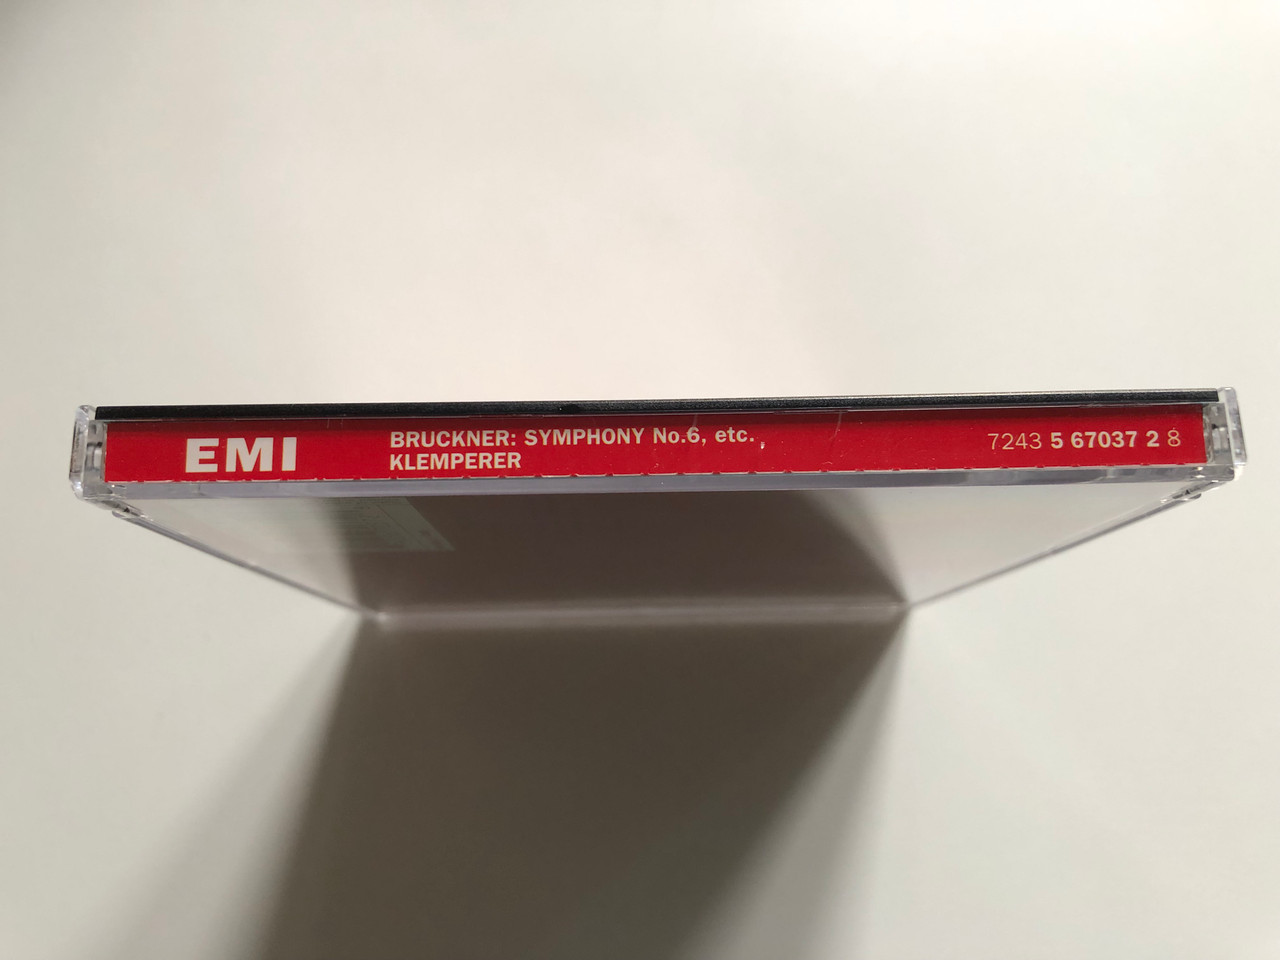 EMI
BRUCKNER: SYMPHONY No.6, etc.
KLEMPERER
7243 5 67037 2 8